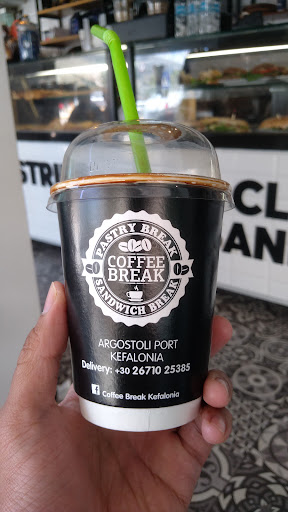 PASTRY BREAK
COFFEE
BREAK
SANDWICH BREAK
ARGOSTOLI PORT
KEFALONIA
Delivery: +30 26710 25385
f Coffee Break Kefalonia